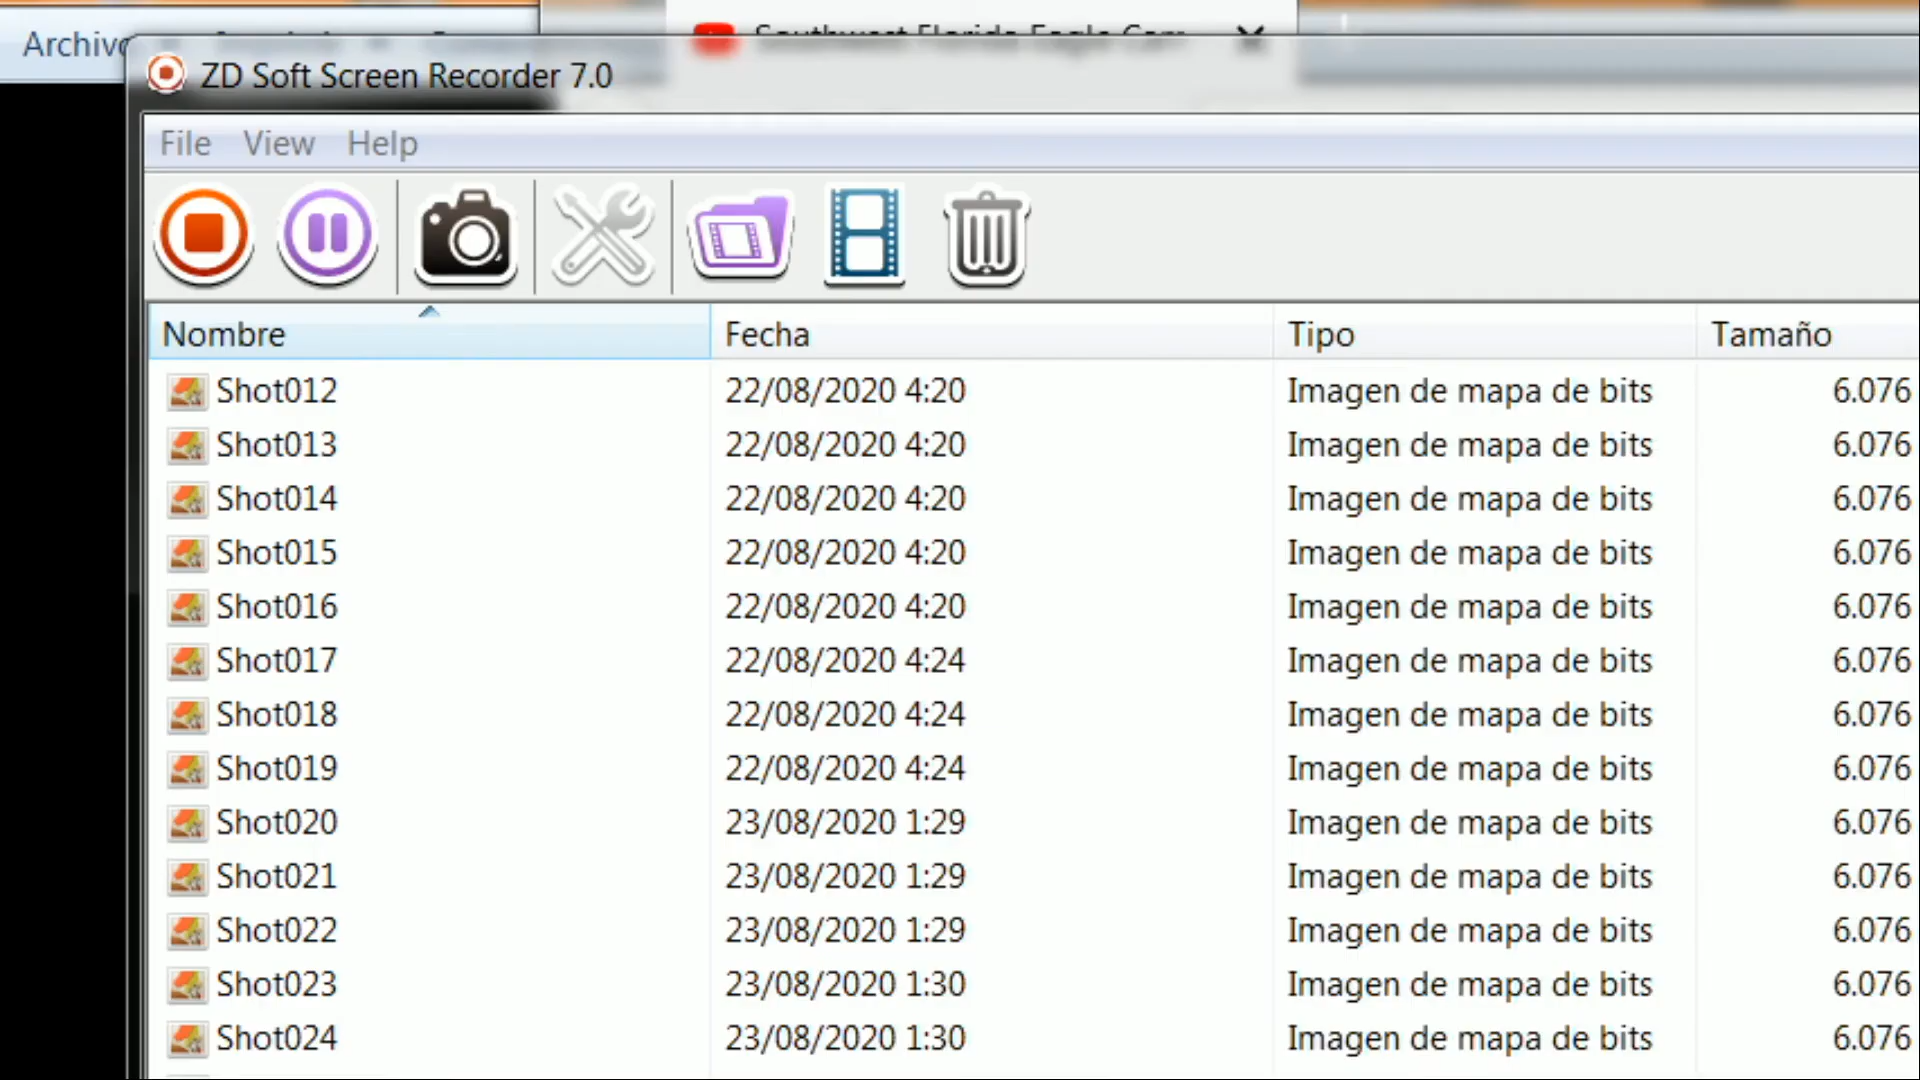 Archivo
Southwest Florida Eagle Cam
ZD Soft Screen Recorder 7.0
File View Help
Nombre Fecha Tipo Tamaño
Shot012 22/08/2020 4:20 Imagen de mapa de bits 6.076
Shot013 22/08/2020 4:20 Imagen de mapa de bits 6.076
Shot014 22/08/2020 4:20 Imagen de mapa de bits 6.076
Shot015 22/08/2020 4:20 Imagen de mapa de bits 6.076
Shot016 22/08/2020 4:20 Imagen de mapa de bits 6.076
Shot017 22/08/2020 4:24 Imagen de mapa de bits 6.076
Shot018 22/08/2020 4:24 Imagen de mapa de bits 6.076
Shot019 22/08/2020 4:24 Imagen de mapa de bits 6.076
Shot020 23/08/2020 1:29 Imagen de mapa de bits 6.076
Shot021 23/08/2020 1:29 Imagen de mapa de bits 6.076
Shot022 23/08/2020 1:29 Imagen de mapa de bits 6.076
Shot023 23/08/2020 1:30 Imagen de mapa de bits 6.076
Shot024 23/08/2020 1:30 Imagen de mapa de bits 6.076